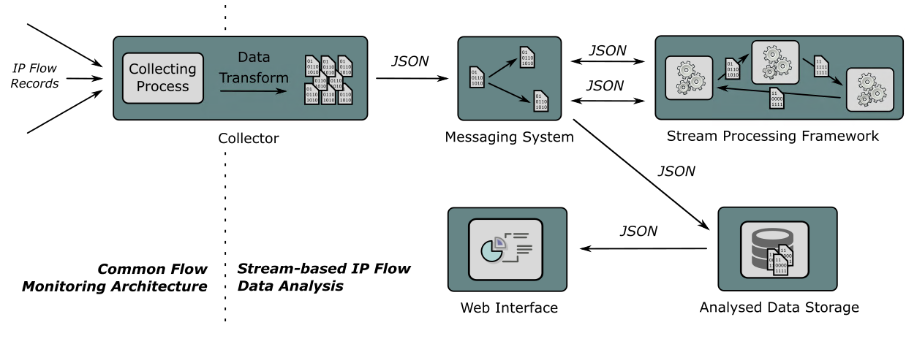 IP Flow
Records
Collecting
Process
Data
Transform
JSON
JSON
JSON
Collector
Messaging System
Stream Processing Framework
JSON
JSON
Common Flow
Monitoring Architecture
Stream-based IP Flow
Data Analysis
Web Interface
Analysed Data Storage